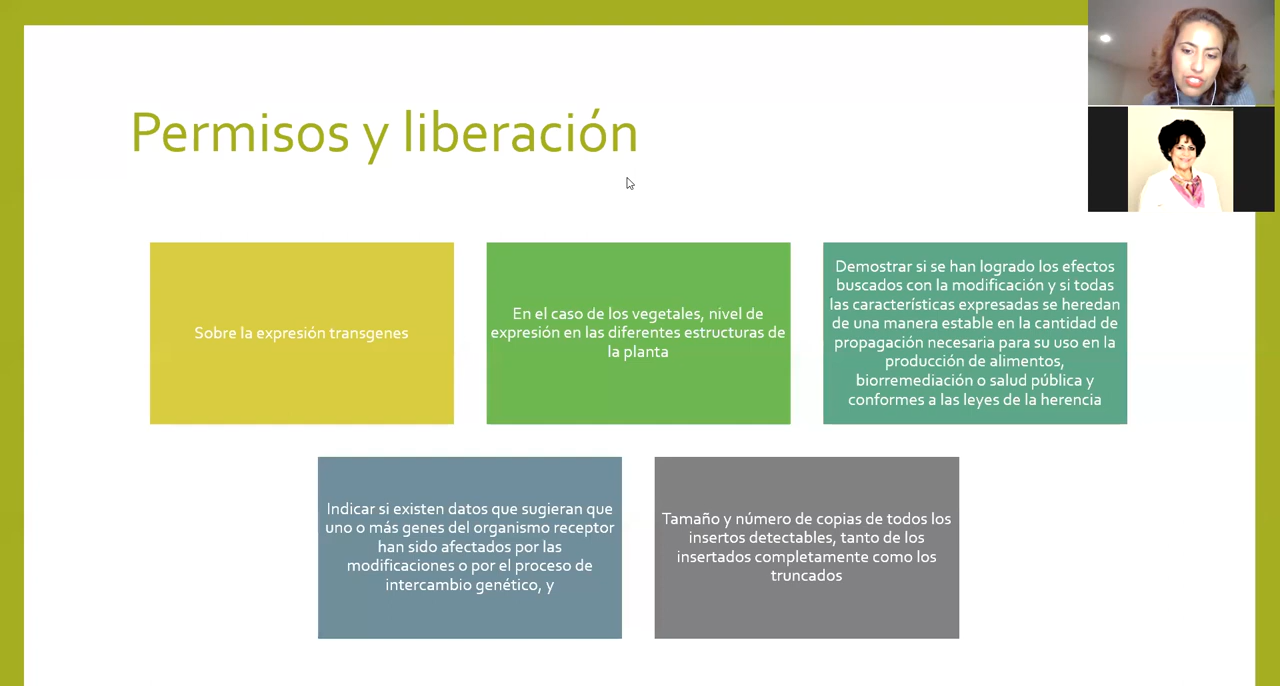 Permisos y liberación
Sobre la expresión transgenes
En el caso de los vegetales, nivel de
expresión en las diferentes estructuras de
la planta
Demostrar si se han logrado los efectos
buscados con la modificación y si todas
las características expresadas se heredan
de una manera estable en la cantidad de
propagación necesaria para su uso en la
producción de alimentos,
biorremediación o salud pública y
conformes a las leyes de la herencia
Indicar si existen datos que sugieran que
uno o más genes del organismo receptor
han sido afectados por las
modificaciones o por el proceso de
intercambio genético, y
Tamaño y número de copias de todos los
insertos detectables, tanto de los
insertados completamente como los
truncados